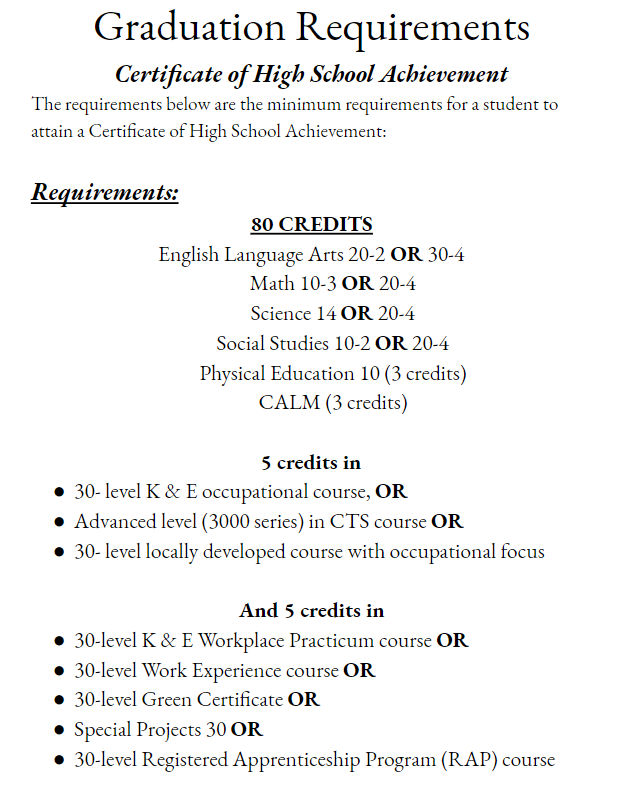 Graduation Requirements
Certificate of High School Achievement
The requirements below are the minimum requirements for a student to
attain a Certificate of High School Achievement:
Requirements:
80 CREDITS
English Language Arts 20-2 OR 30-4
Math 10-3 OR 20-4
Science 14 OR 20-4
Social Studies 10-2 OR 20-4
Physical Education 10 (3 credits)
CALM (3 credits)
5 credits in
● 30- level K & E occupational course, OR
● Advanced level (3000 series) in CTS course OR
● 30- level locally developed course with occupational focus
And 5 credits in
● 30-level K & E Workplace Practicum course OR
● 30-level Work Experience course OR
● 30-level Green Certificate OR
● Special Projects 30 OR
● 30-level Registered Apprenticeship Program (RAP) course